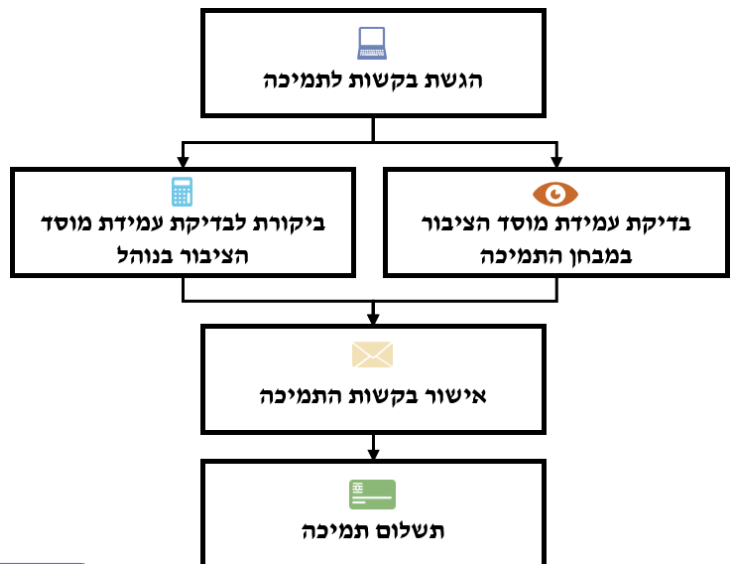 הגשת בקשות לתמיכה
בדיקת עמידת מוסד הציבור
במבחן התמיכה
ביקורת לבדיקת עמידת מוסד
הציבור בנוהל
אישור בקשות התמיכה
תשלום תמיכה